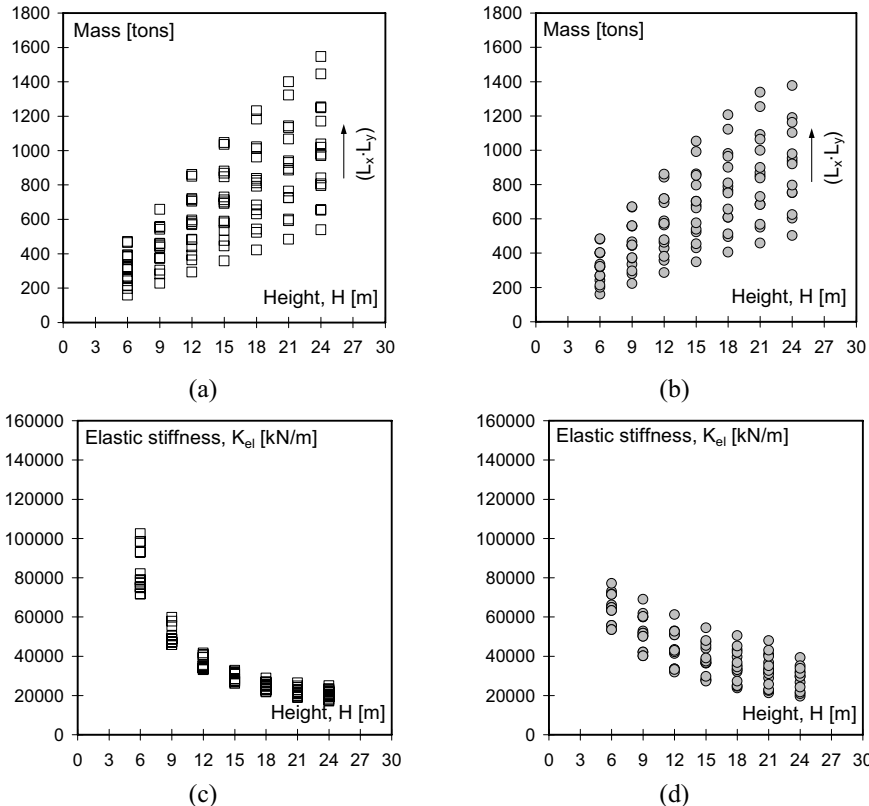 Mass [tons]
1800
1600
1400
1200
1000
800
600
400
200
0
(Lx·Ly)
Height, H [m]
0 3 6 9 12 15 18 21 24 27 30
(a)
Mass [tons]
1800
1600
1400
1200
1000
800
600
400
200
0
(Lx·Ly)
Height, H [m]
0 3 6 9 12 15 18 21 24 27 30
(b)
Elastic stiffness, Kel [kN/m]
160000
140000
120000
100000
80000
60000
40000
20000
0
Height, H [m]
0 3 6 9 12 15 18 21 24 27 30
(c)
Elastic stiffness, Kel [kN/m]
160000
140000
120000
100000
80000
60000
40000
20000
0
Height, H [m]
0 3 6 9 12 15 18 21 24 27 30
(d)